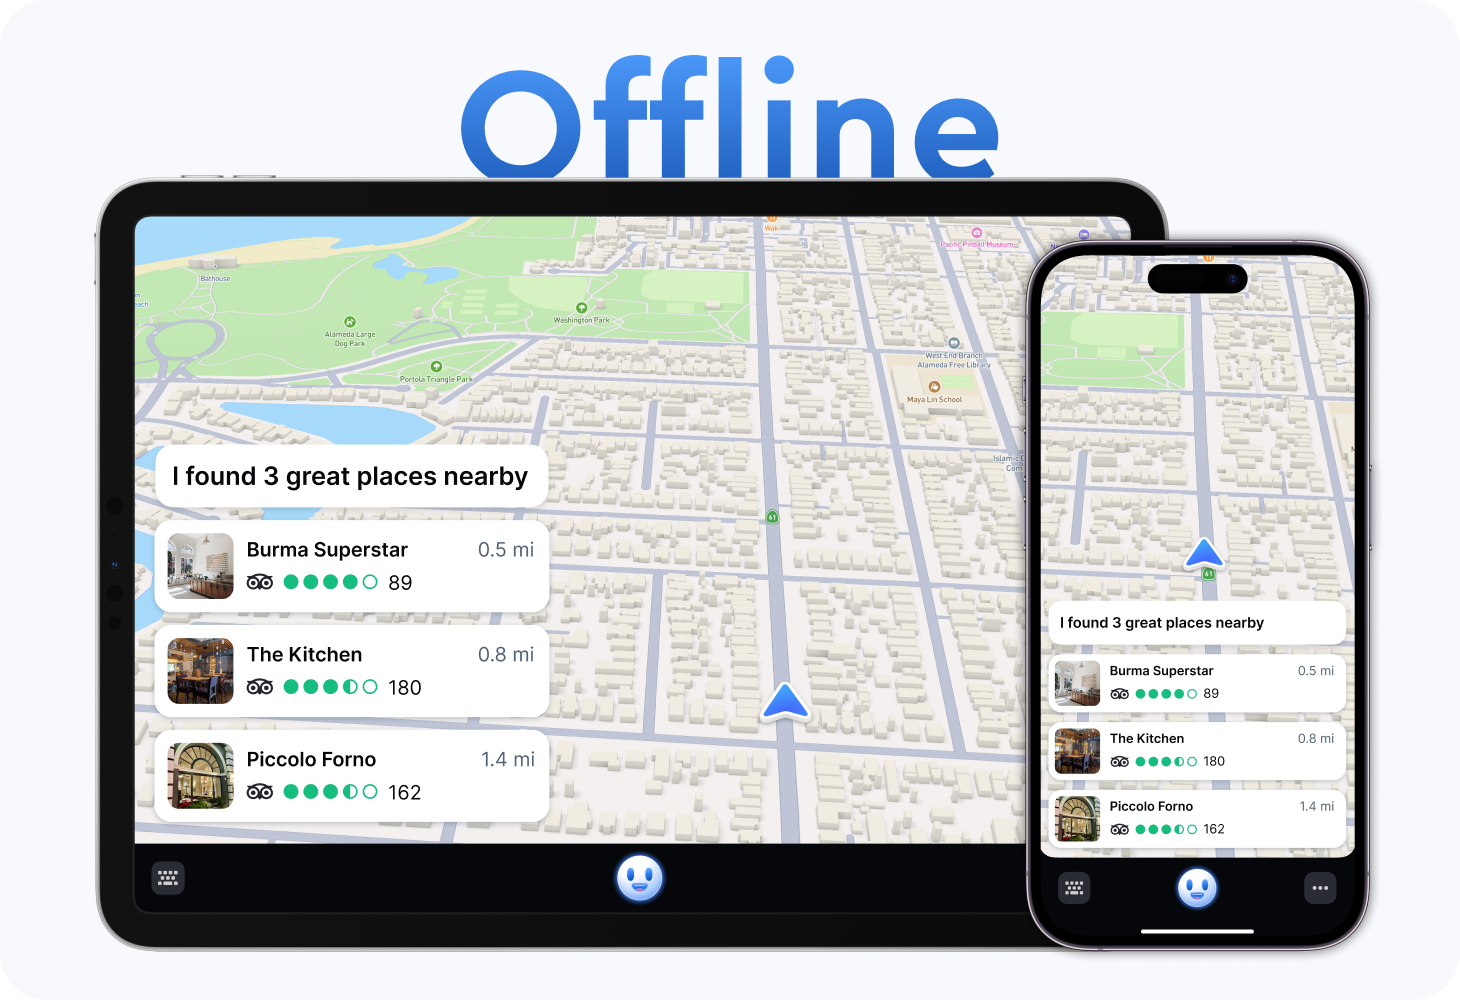 Offline
Wak
Pacific Pinball Museum
Bathouse
Washington Park
Alameda Large
Dog Park
Portola Triangle Park
West End Branch
Alameda Free Library
Maya Lin School
Islamic C
Com
61
I found 3 great places nearby
Burma Superstar
0.5 mi
89
The Kitchen
0.8 mi
180
Piccolo Forno
1.4 mi
162
61
I found 3 great places nearby
Burma Superstar
0.5 mi
89
The Kitchen
0.8 mi
180
Piccolo Forno
1.4 mi
162